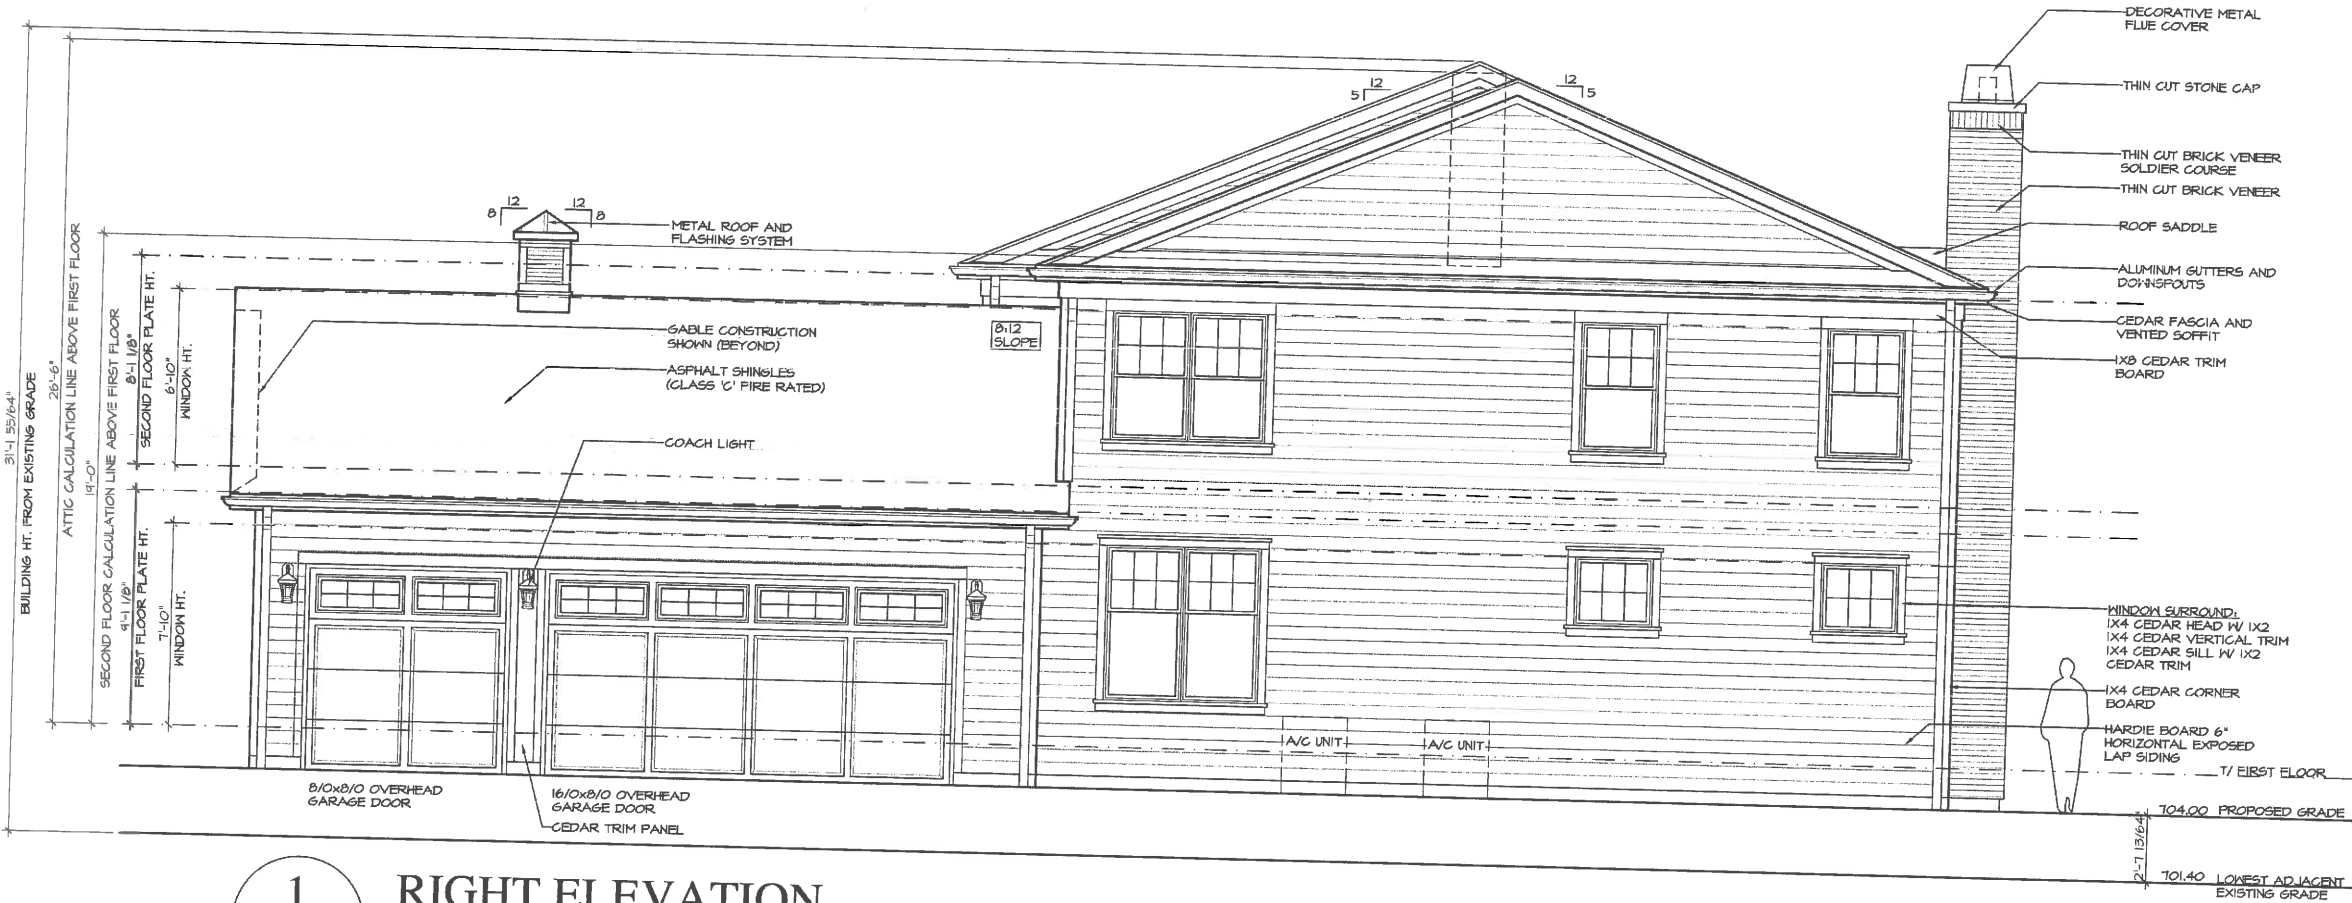 DECORATIVE METAL
FLUE COVER
THIN CUT STONE CAP
THIN CUT BRICK VENEER
SOLDIER COURSE
THIN CUT BRICK VENEER
ROOF SADDLE
ALUMINUM GUTTERS AND
DOWNSPOUTS
CEDAR FASCIA AND
VENTED SOFFIT
1X8 CEDAR TRIM
BOARD
WINDOW SURROUND:
1X4 CEDAR HEAD W/ 1X2
1X4 CEDAR VERTICAL TRIM
1X4 CEDAR SILL W/ 1X2
CEDAR TRIM
1X4 CEDAR CORNER
BOARD
HARDIE BOARD 6"
HORIZONTAL EXPOSED
LAP SIDING
T/ FIRST FLOOR
704.00 PROPOSED GRADE
2'-7 13/64"
701.40 LOWEST ADJACENT
EXISTING GRADE
12
5
12
5
12
8
12
8
METAL ROOF AND
FLASHING SYSTEM
GABLE CONSTRUCTION
SHOWN (BEYOND)
8:12
SLOPE
ASPHALT SHINGLES
(CLASS 'C' FIRE RATED)
COACH LIGHT
A/C UNIT
A/C UNIT
8/0x8/0 OVERHEAD
GARAGE DOOR
16/0x8/0 OVERHEAD
GARAGE DOOR
CEDAR TRIM PANEL
31'-1 55/64"
BUILDING HT. FROM EXISTING GRADE
26'-6"
ATTIC CALCULATION LINE ABOVE FIRST FLOOR
19'-0"
SECOND FLOOR CALCULATION LINE ABOVE FIRST FLOOR
8'-1 1/8"
SECOND FLOOR PLATE HT.
6'-10"
WINDOW HT.
9'-1 1/8"
FIRST FLOOR PLATE HT.
7'-10"
WINDOW HT.
1
RIGHT ELEVATION